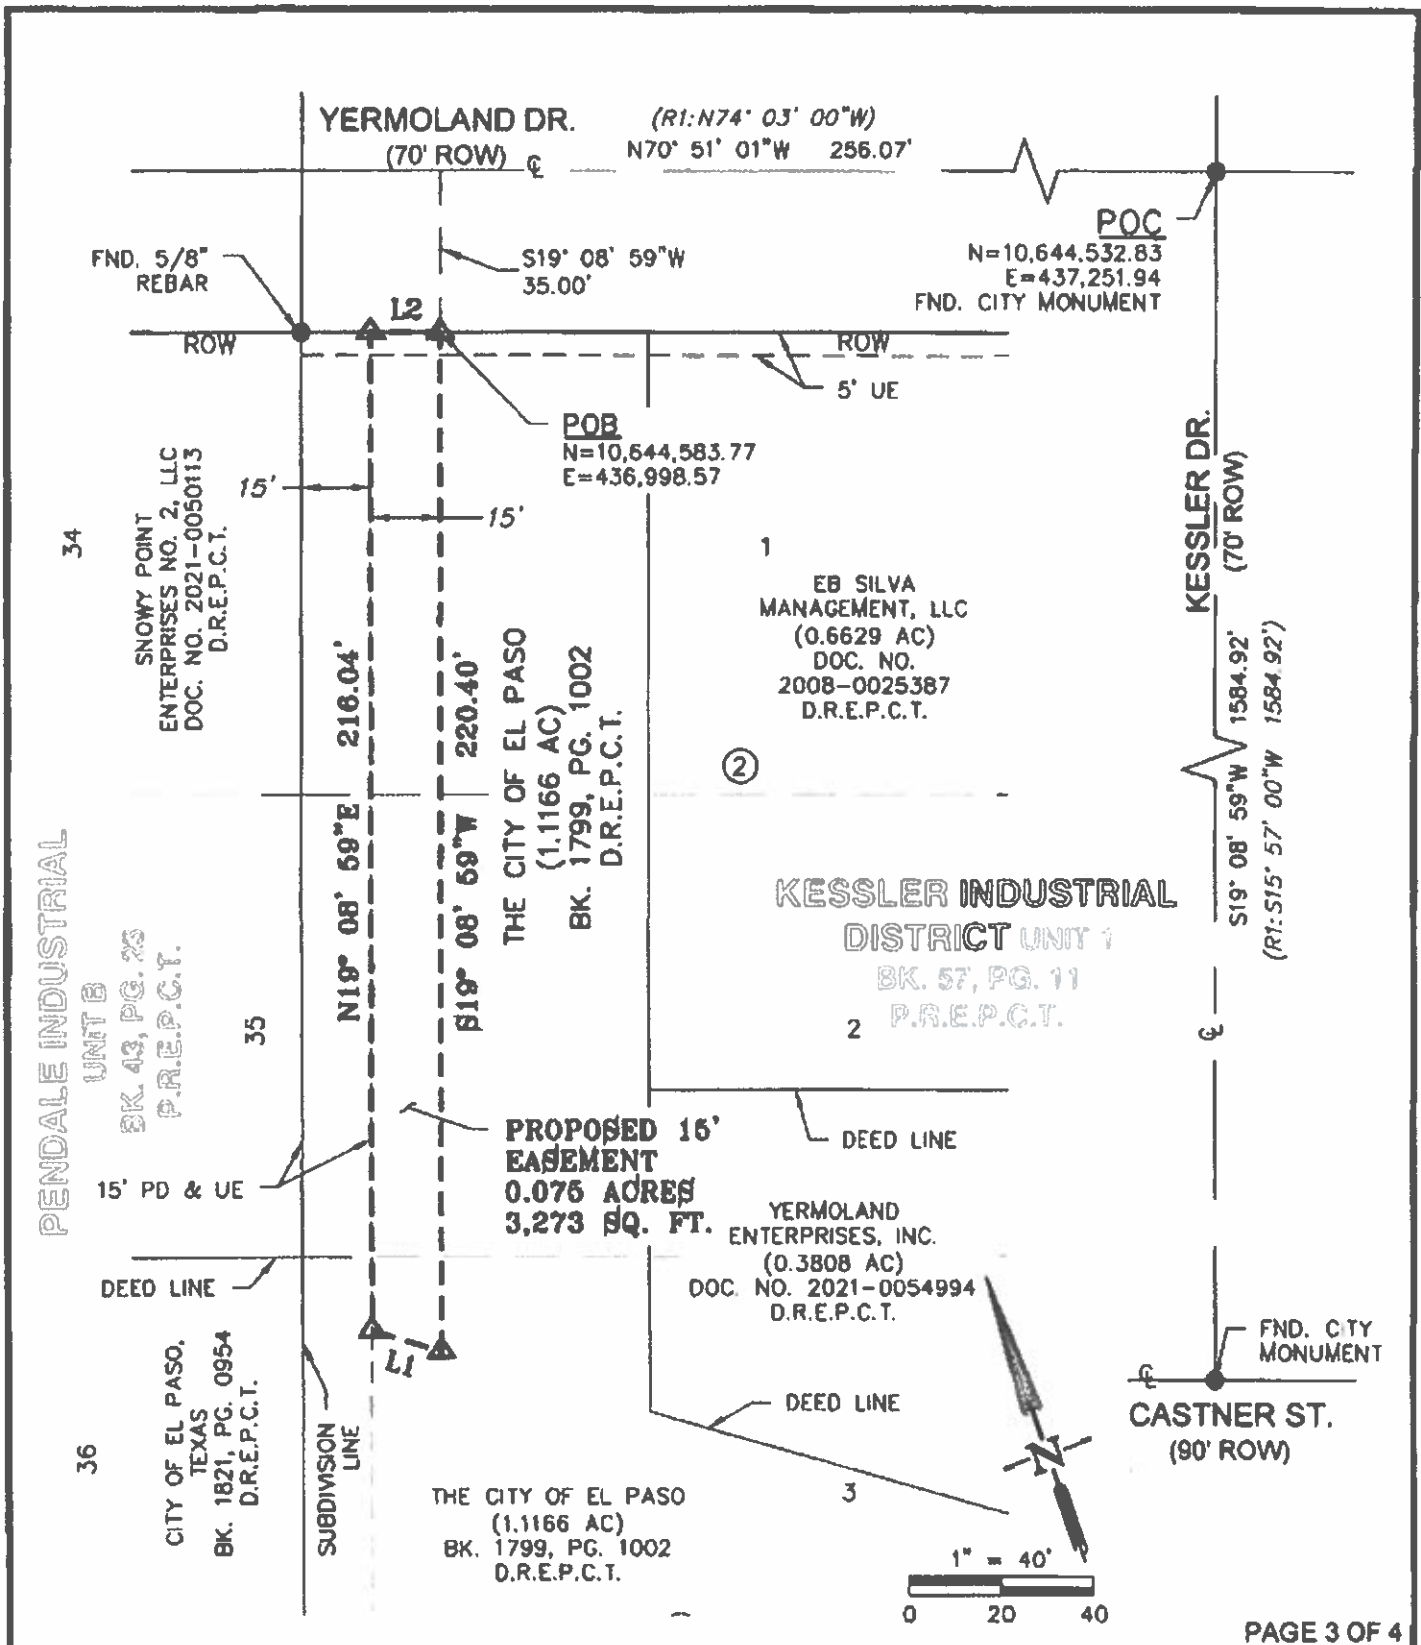 YERMOLAND DR.
(70' ROW)
(R1:N74° 03' 00"W)
N70° 51' 01"W 256.07'
POC
N=10,644,532.83
E=437,251.94
FND. CITY MONUMENT
FND. 5/8"
REBAR
S19° 08' 59"W
35.00'
L2
ROW
ROW
5' UE
POB
N=10,644,583.77
E=436,998.57
15'
15'
34
SNOWY POINT
ENTERPRISES NO. 2, LLC
DOC. NO. 2021-0050113
D.R.E.P.C.T.
N19° 08' 59"E 216.04'
S19° 08' 59"W 220.40'
THE CITY OF EL PASO
(1.1166 AC)
BK. 1799, PG. 1002
D.R.E.P.C.T.
1
EB SILVA
MANAGEMENT, LLC
(0.6629 AC)
DOC. NO.
2008-0025387
D.R.E.P.C.T.
2
KESSLER DR.
(70' ROW)
S19° 08' 59"W 1584.92'
(R1:S15° 57' 00"W 1584.92')
PENDALE INDUSTRIAL
UNIT B
BK. 43, PG. 23
P.R.E.P.C.T.
35
KESSLER INDUSTRIAL
DISTRICT UNIT 1
BK. 57, PG. 11
P.R.E.P.C.T.
2
PROPOSED 15'
EASEMENT
0.075 ACRES
3,273 SQ. FT.
DEED LINE
15' PD & UE
DEED LINE
YERMOLAND
ENTERPRISES, INC.
(0.3808 AC)
DOC. NO. 2021-0054994
D.R.E.P.C.T.
L1
FND. CITY
MONUMENT
CASTNER ST.
(90' ROW)
36
CITY OF EL PASO,
TEXAS
BK. 1821, PG. 0954
D.R.E.P.C.T.
SUBDIVISION
LINE
DEED LINE
3
N
THE CITY OF EL PASO
(1.1166 AC)
BK. 1799, PG. 1002
D.R.E.P.C.T.
1" = 40'
0 20 40
PAGE 3 OF 4